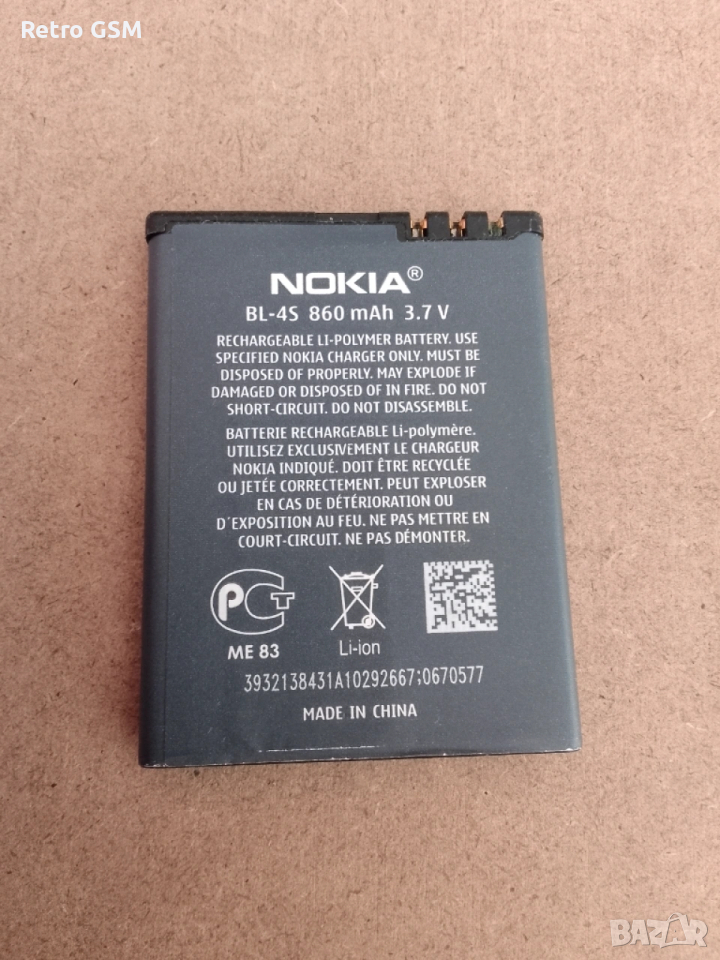 Retro GSM
NOKIA®
BL-4S 860 mAh 3.7 V
RECHARGEABLE LI-POLYMER BATTERY. USE
SPECIFIED NOKIA CHARGER ONLY. MUST BE
DISPOSED OF PROPERLY. MAY EXPLODE IF
DAMAGED OR DISPOSED OF IN FIRE. DO NOT
SHORT-CIRCUIT. DO NOT DISASSEMBLE.
BATTERIE RECHARGEABLE Li-polymère.
UTILISEZ EXCLUSIVEMENT LE CHARGEUR
NOKIA INDIQUÉ. DOIT ÊTRE RECYCLÉE
OU JETÉE CORRECTEMENT. PEUT EXPLOSER
EN CAS DE DÉTÉRIORATION OU
D´EXPOSITION AU FEU. NE PAS METTRE EN
COURT-CIRCUIT. NE PAS DÉMONTER.
PCT
ME 83
Li-ion
3932138431A10292667;0670577
MADE IN CHINA
BAZAR